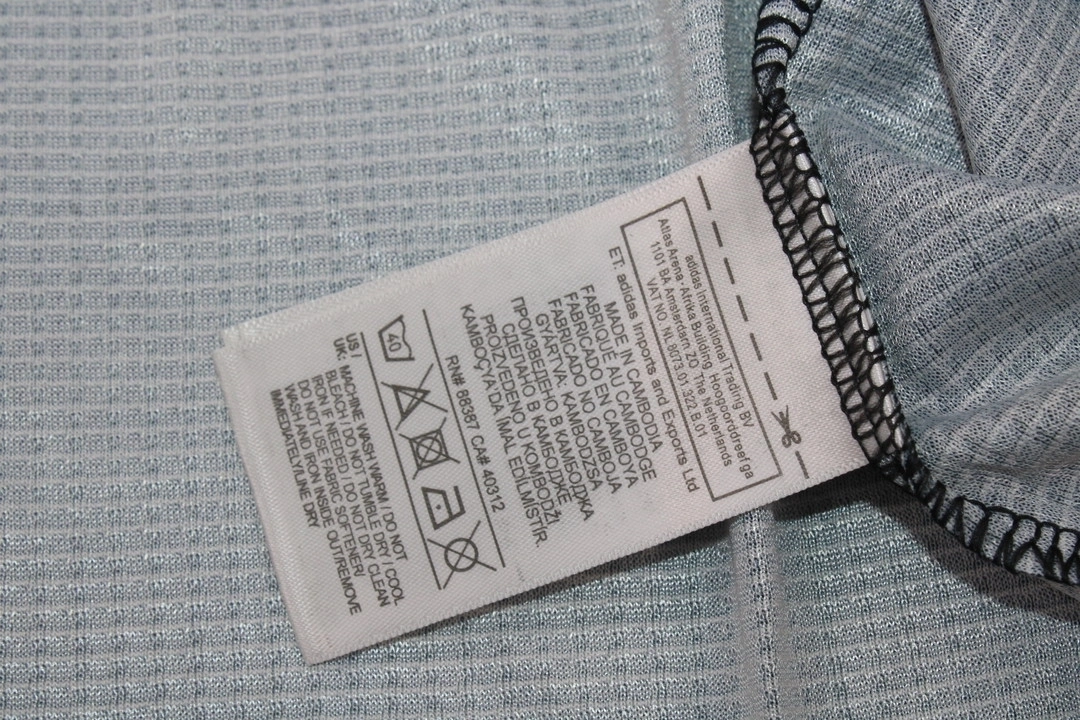 adidas International Trading BV
Atlas Arena Afrika Building, Hoogoorddreef 9a
1101 BA Amsterdam ZO, The Netherlands
VAT NO. NL 8073.01.322.B.01
ET: adidas Imports and Exports Ltd
MADE IN CAMBODIA
FABRIQUÉ AU CAMBODGE
FABRICADO EN CAMBOYA
FABRICADO NO CAMBOJA
GYÁRTVA: KAMBODZSA
ПРОИЗВЕДЕНО В КАМБОДЖА
СДЕЛАНО В КАМБОДЖЕ
PROIZVEDENO U KOMBODŽI
KAMBOÇYA'DA İMAL EDİLMİŞTİR.
RN# 88387 CA# 40312
40
US /
UK: MACHINE WASH WARM / DO NOT
BLEACH / DO NOT TUMBLE DRY / COOL
IRON IF NEEDED / DO NOT DRY CLEAN
DO NOT USE FABRIC SOFTENER/
WASH AND IRON INSIDE OUT/REMOVE
IMMEDIATELY/LINE DRY